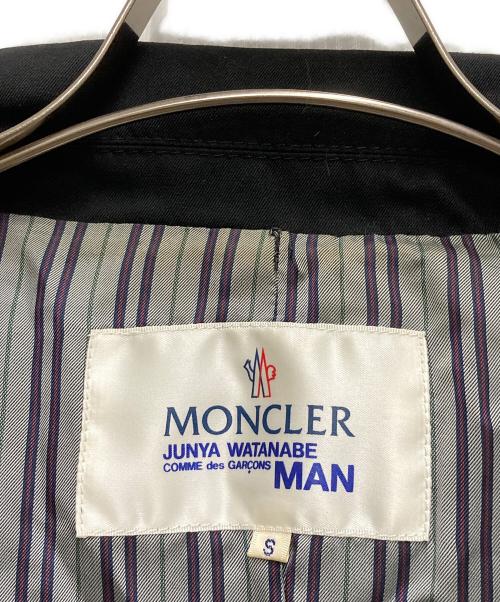 MONCLER
JUNYA WATANABE
COMME des GARÇONS MAN
S